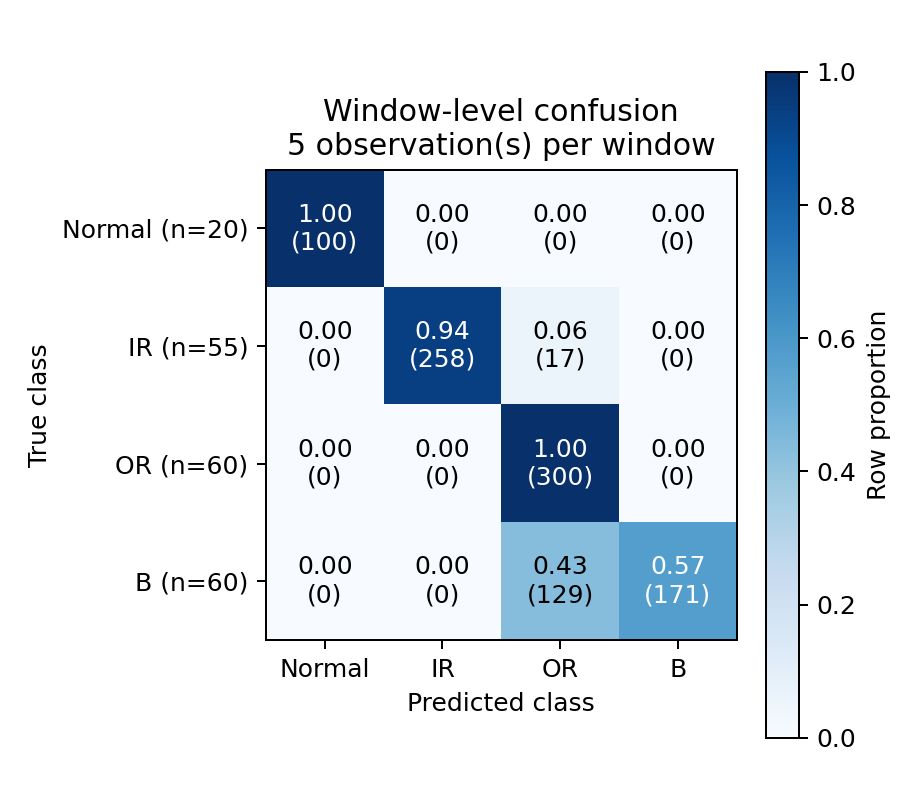 Window-level confusion
5 observation(s) per window
True class
Normal (n=20)
1.00
(100)
0.00
(0)
0.00
(0)
0.00
(0)
IR (n=55)
0.00
(0)
0.94
(258)
0.06
(17)
0.00
(0)
OR (n=60)
0.00
(0)
0.00
(0)
1.00
(300)
0.00
(0)
B (n=60)
0.00
(0)
0.00
(0)
0.43
(129)
0.57
(171)
Normal
IR
OR
B
Predicted class
1.0
0.8
0.6
0.4
0.2
0.0
Row proportion